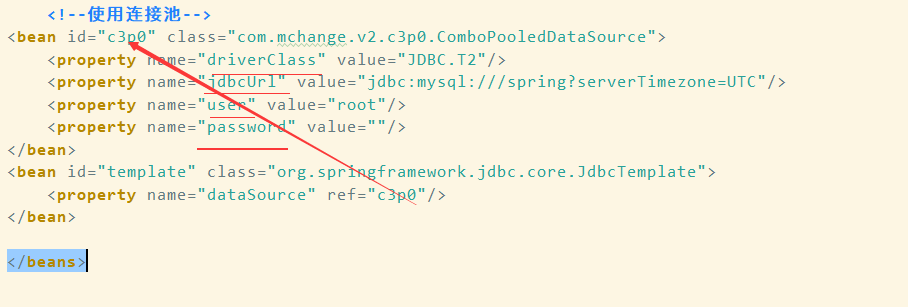 <!--使用连接池-->
<bean id="c3p0" class="com.mchange.v2.c3p0.ComboPooledDataSource">
<property name="driverClass" value="JDBC.T2"/>
<property name="jdbcUrl" value="jdbc:mysql:///spring?serverTimezone=UTC"/>
<property name="user" value="root"/>
<property name="password" value=""/>
</bean>
<bean id="template" class="org.springframework.jdbc.core.JdbcTemplate">
<property name="dataSource" ref="c3p0"/>
</bean>
</beans>